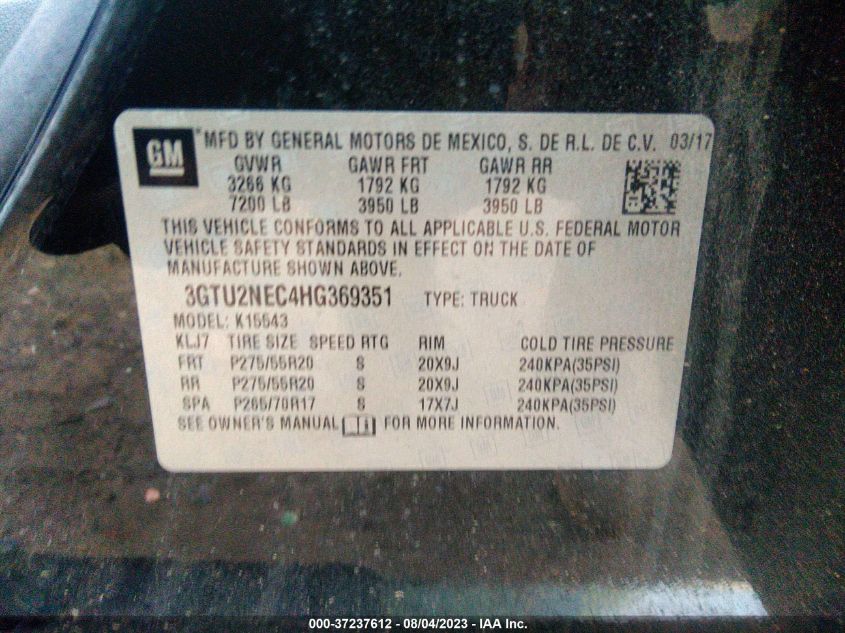 GM MFD BY GENERAL MOTORS DE MEXICO, S. DE R.L. DE C.V. 03/17
GVWR GAWR FRT GAWR RR
3266 KG 1792 KG 1792 KG
7200 LB 3950 LB 3950 LB
THIS VEHICLE CONFORMS TO ALL APPLICABLE U.S. FEDERAL MOTOR
VEHICLE SAFETY STANDARDS IN EFFECT ON THE DATE OF
MANUFACTURE SHOWN ABOVE.
3GTU2NEC4HG369351 TYPE: TRUCK
MODEL: K15543
KLJ7 TIRE SIZE SPEED RTG RIM COLD TIRE PRESSURE
FRT P275/55R20 S 20X9J 240KPA(35PSI)
RR P275/55R20 S 20X9J 240KPA(35PSI)
SPA P265/70R17 S 17X7J 240KPA(35PSI)
SEE OWNER'S MANUAL FOR MORE INFORMATION.
000-37237612 - 08/04/2023 - IAA Inc.